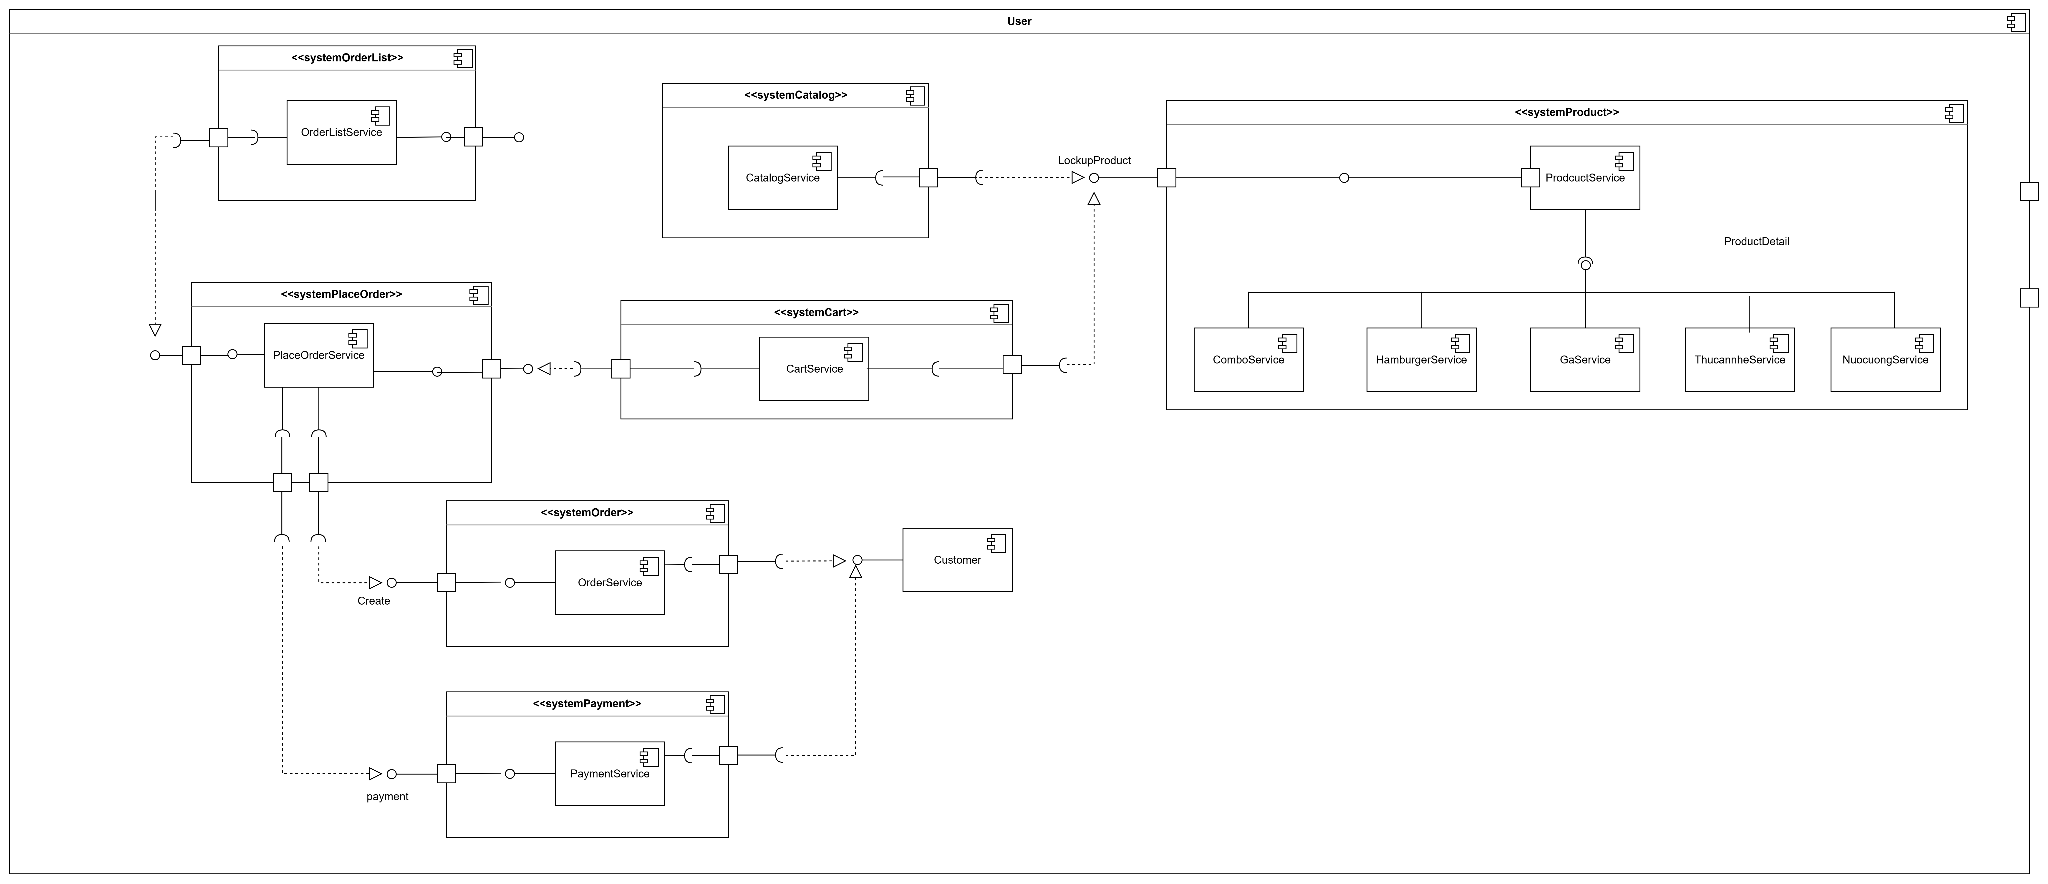 User
<<systemOrderList>>
OrderListService
<<systemCatalog>>
CatalogService
LockupProduct
<<systemProduct>>
ProdcuctService
ProductDetail
ComboService
HamburgerService
GaService
ThucannheService
NuocuongService
<<systemPlaceOrder>>
PlaceOrderService
<<systemCart>>
CartService
<<systemOrder>>
OrderService
Create
Customer
<<systemPayment>>
PaymentService
payment